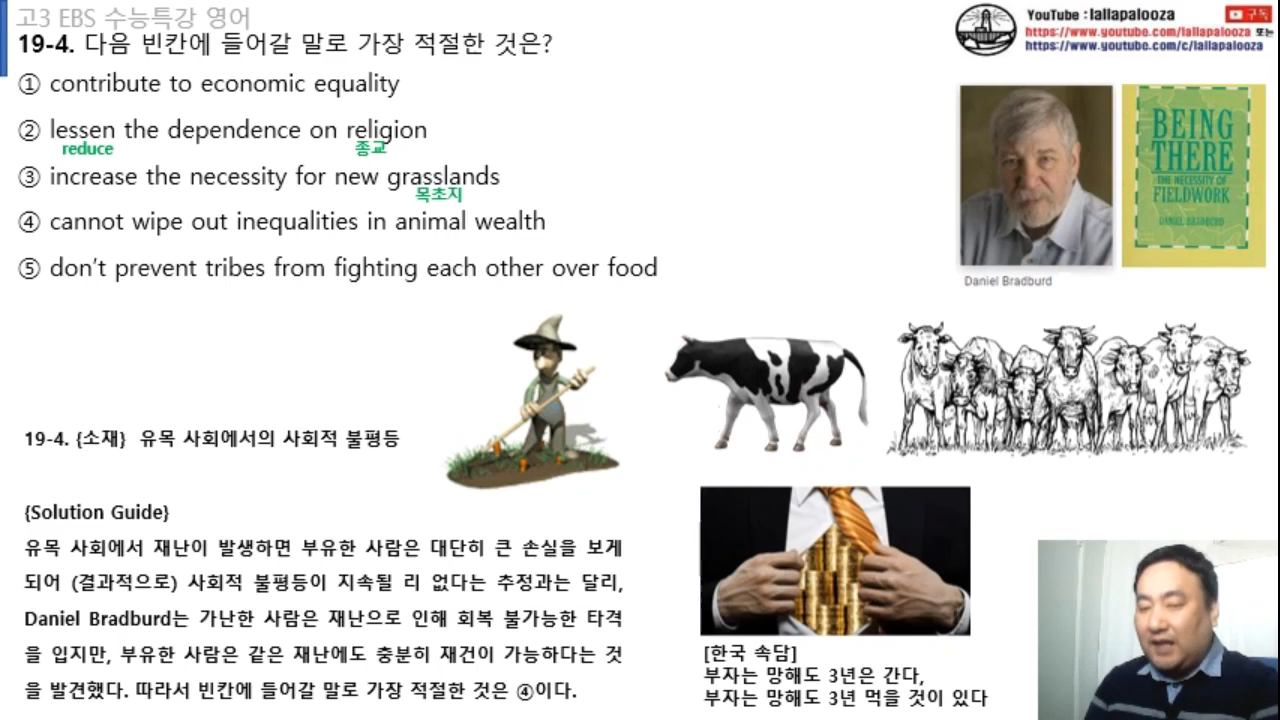 고3 EBS 수능특강 영어
19-4. 다음 빈칸에 들어갈 말로 가장 적절한 것은?
① contribute to economic equality
② lessen the dependence on religion
reduce 종교
③ increase the necessity for new grasslands
목초지
④ cannot wipe out inequalities in animal wealth
⑤ don't prevent tribes from fighting each other over food
YouTube : lallapalooza 구독
https://www.youtube.com/lallapalooza 또는
https://www.youtube.com/c/lallapalooza
BEING
THERE
THE NECESSITY OF
FIELDWORK
DANIEL BRADBURD
Daniel Bradburd
19-4. {소재} 유목 사회에서의 사회적 불평등
{Solution Guide}
유목 사회에서 재난이 발생하면 부유한 사람은 대단히 큰 손실을 보게
되어 (결과적으로) 사회적 불평등이 지속될 리 없다는 추정과는 달리,
Daniel Bradburd는 가난한 사람은 재난으로 인해 회복 불가능한 타격
을 입지만, 부유한 사람은 같은 재난에도 충분히 재건이 가능하다는 것
을 발견했다. 따라서 빈칸에 들어갈 말로 가장 적절한 것은 ④이다.
[한국 속담]
부자는 망해도 3년은 간다,
부자는 망해도 3년 먹을 것이 있다